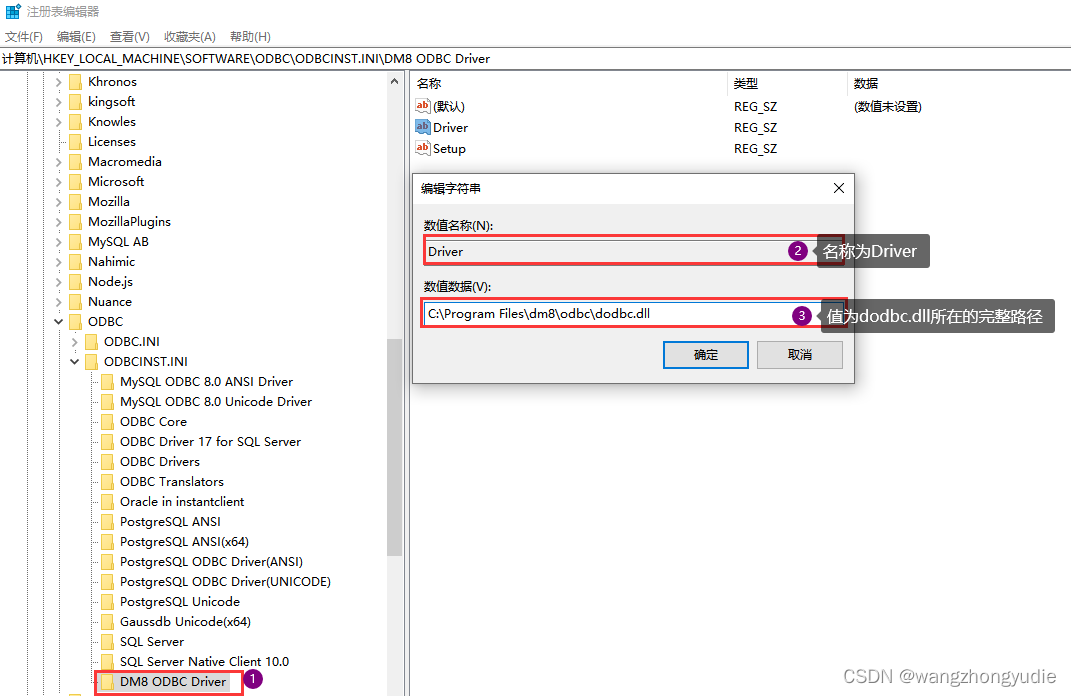 注册表编辑器
文件(F) 编辑(E) 查看(V) 收藏夹(A) 帮助(H)
计算机\HKEY_LOCAL_MACHINE\SOFTWARE\ODBC\ODBCINST.INI\DM8 ODBC Driver
Khronos
kingsoft
Knowles
Licenses
Macromedia
Microsoft
Mozilla
MozillaPlugins
MySQL AB
Nahimic
Node.js
Nuance
ODBC
ODBC.INI
ODBCINST.INI
MySQL ODBC 8.0 ANSI Driver
MySQL ODBC 8.0 Unicode Driver
ODBC Core
ODBC Driver 17 for SQL Server
ODBC Drivers
ODBC Translators
Oracle in instantclient
PostgreSQL ANSI
PostgreSQL ANSI(x64)
PostgreSQL ODBC Driver(ANSI)
PostgreSQL ODBC Driver(UNICODE)
PostgreSQL Unicode
Gaussdb Unicode(x64)
SQL Server
SQL Server Native Client 10.0
DM8 ODBC Driver 1
名称 类型 数据
ab (默认) REG_SZ (数值未设置)
ab Driver REG_SZ
ab Setup REG_SZ
编辑字符串
数值名称(N):
Driver 2 名称为Driver
数值数据(V):
C:\Program Files\dm8\odbc\dodbc.dll 3 值为dodbc.dll所在的完整路径
确定 取消
CSDN @wangzhongyudie